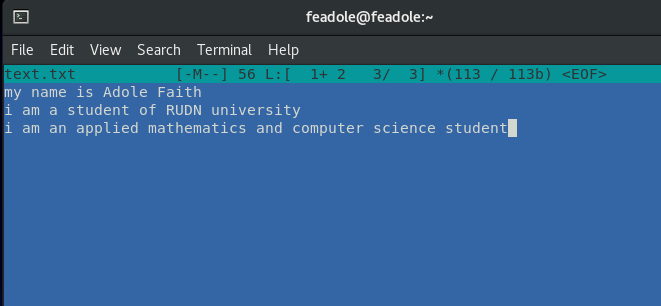 feadole@feadole:~
File Edit View Search Terminal Help
text.txt [-M--] 56 L:[ 1+ 2 3/ 3] *(113 / 113b) <EOF>
my name is Adole Faith
i am a student of RUDN university
i am an applied mathematics and computer science student